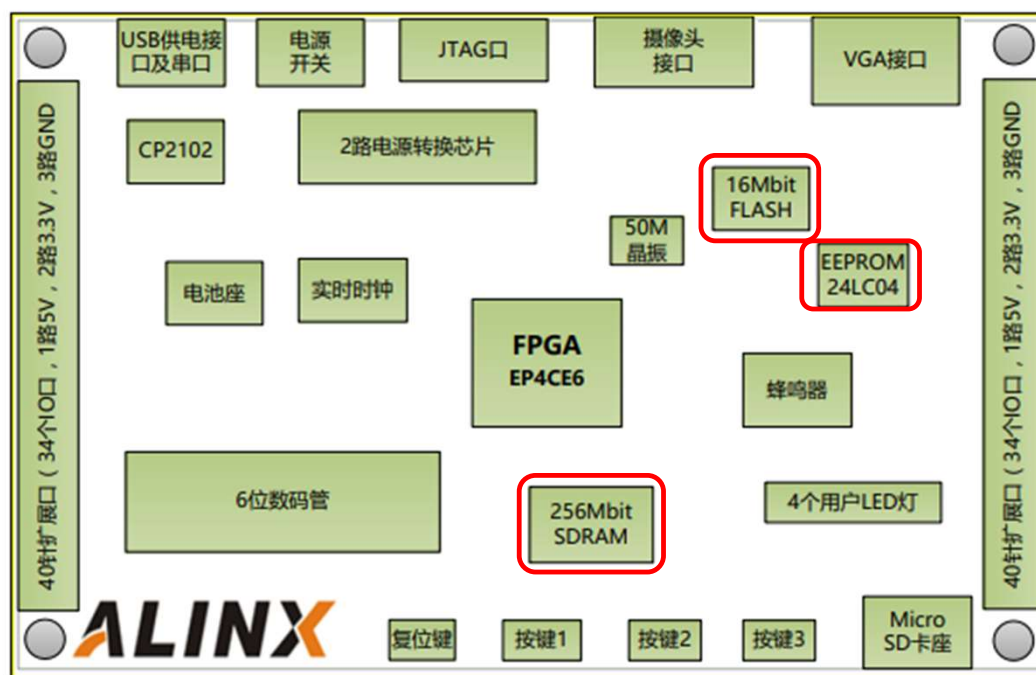 USB供电接
口及串口
电源
开关
JTAG口
摄像头
接口
VGA接口
40针扩展口（34个IO口，1路5V，2路3.3V，3路GND
CP2102
2路电源转换芯片
16Mbit
FLASH
50M
晶振
EEPROM
24LC04
电池座
实时时钟
FPGA
EP4CE6
蜂鸣器
6位数码管
256Mbit
SDRAM
4个用户LED灯
40针扩展口（34个IO口，1路5V，2路3.3V，3路GND
ALINX
复位键
按键1
按键2
按键3
Micro
SD卡座